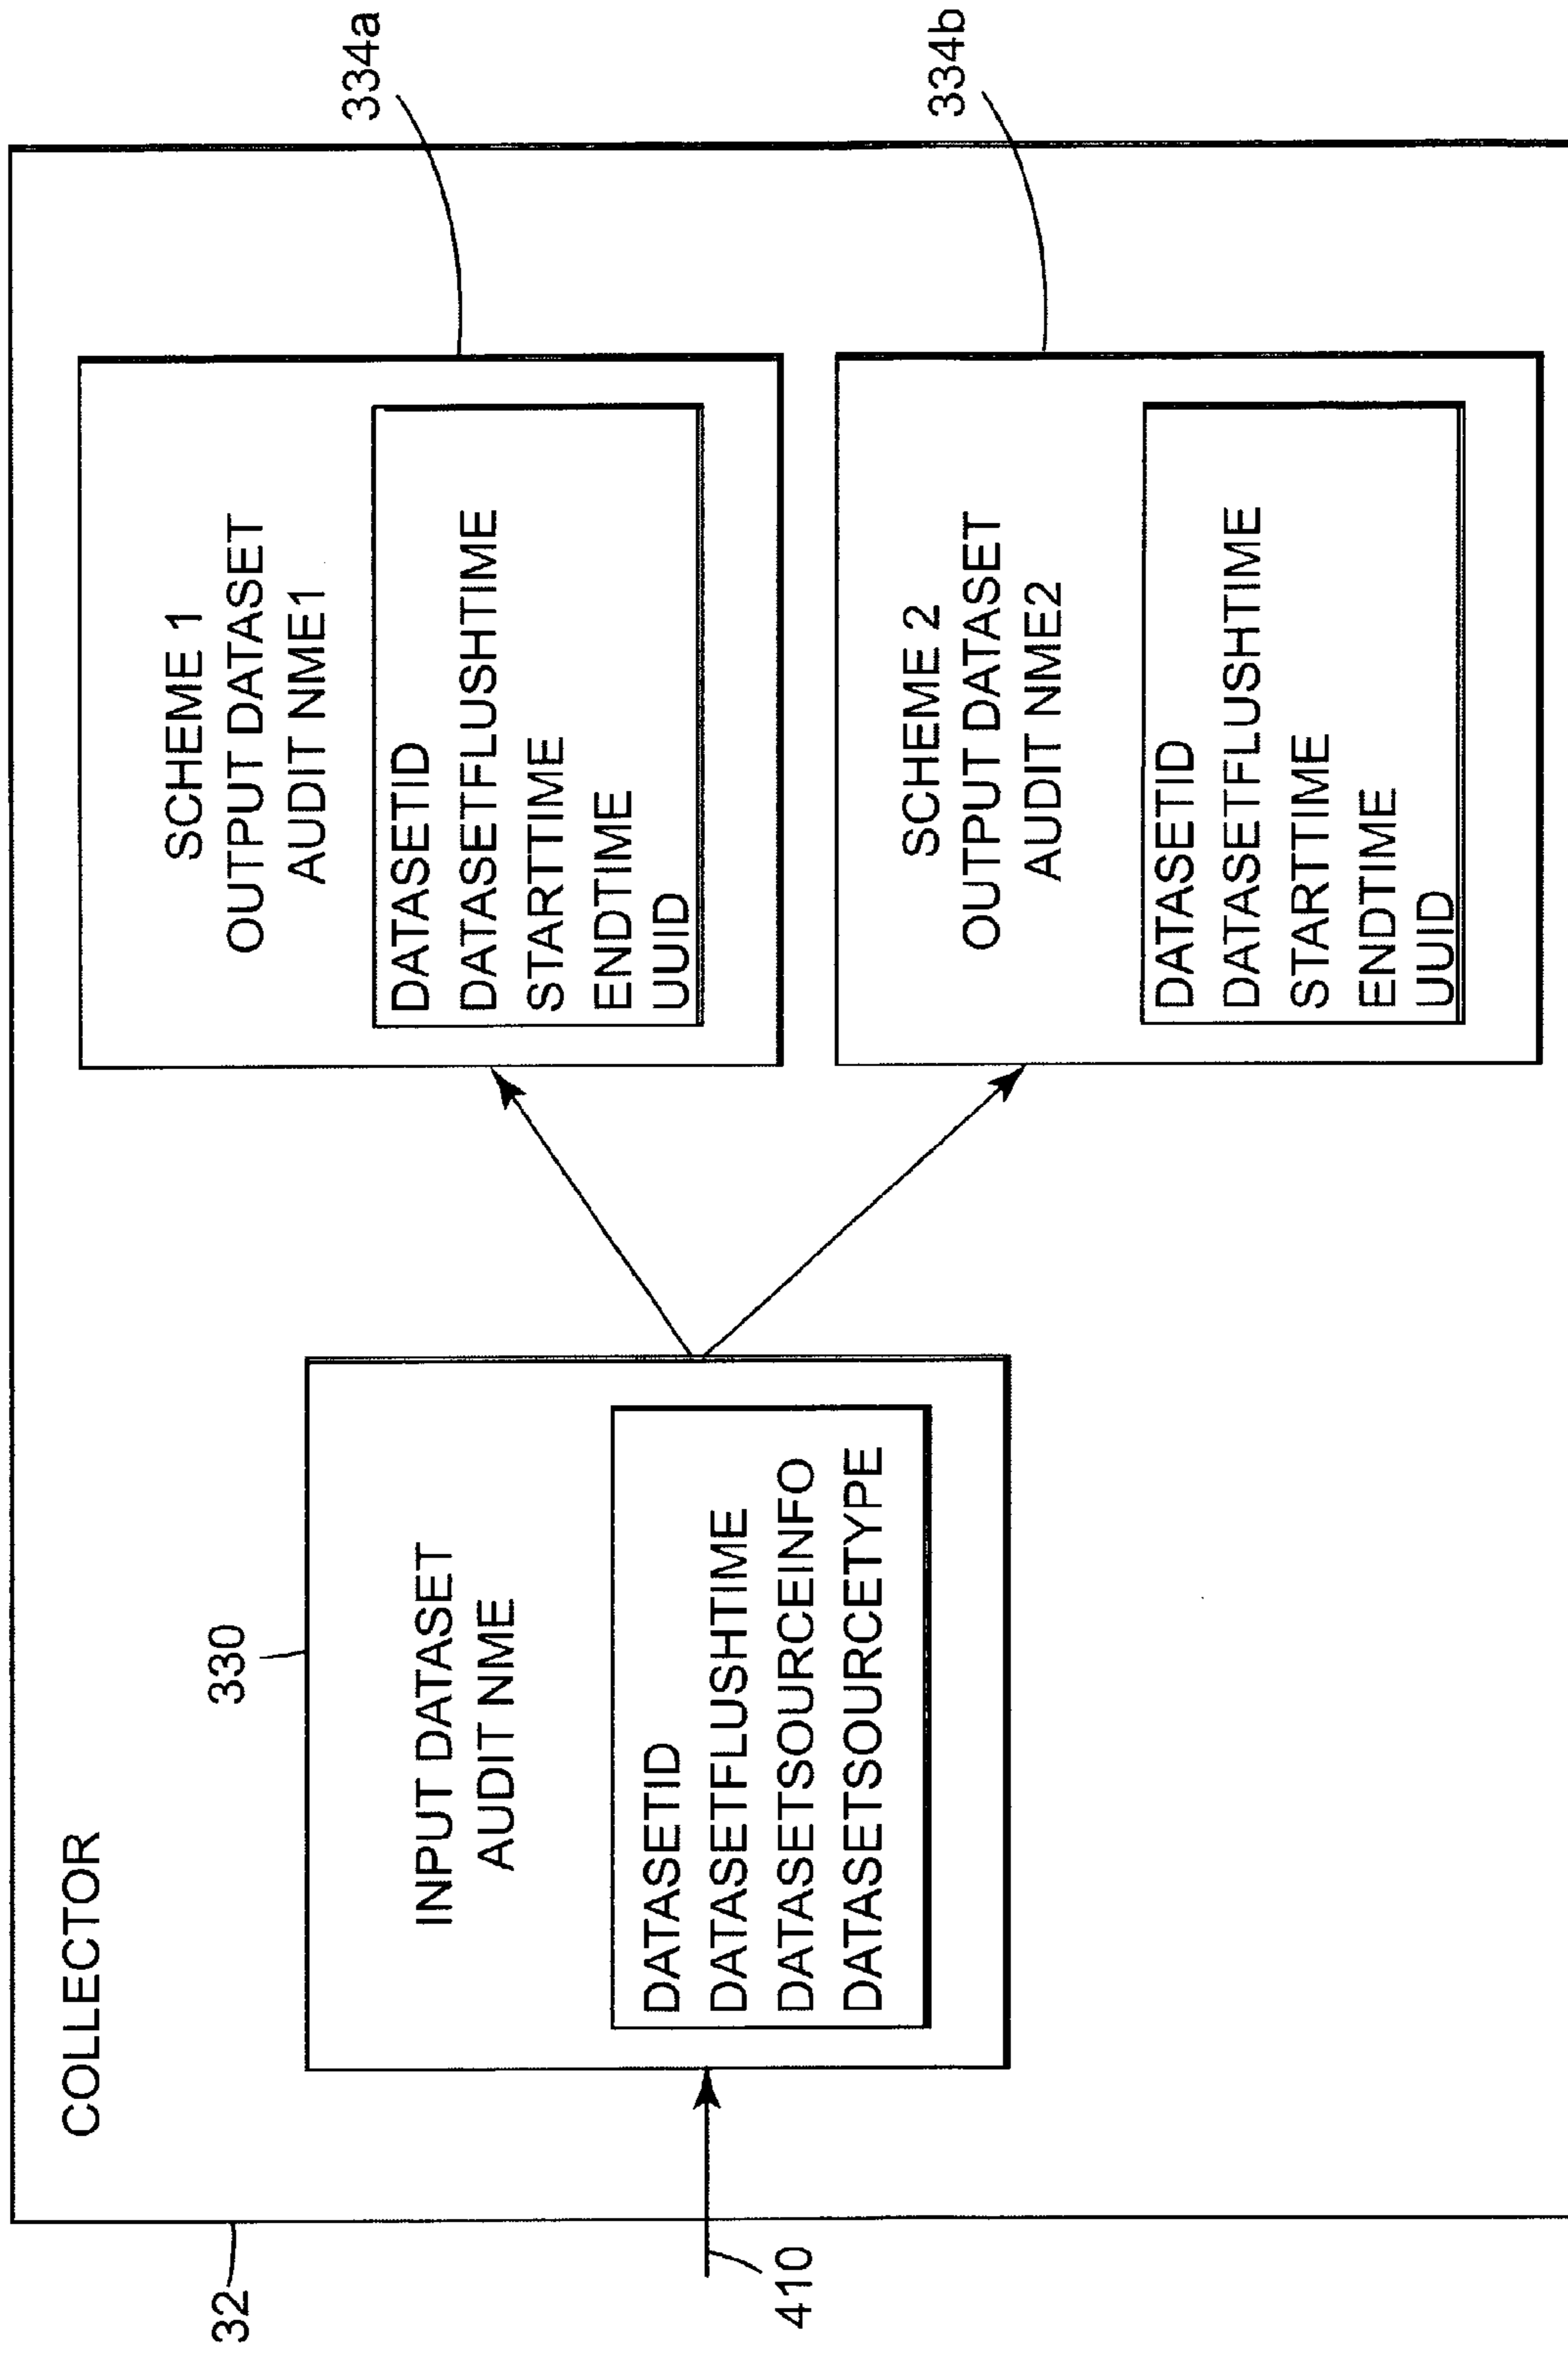 32
COLLECTOR
410
330
INPUT DATASET
AUDIT NME
DATASETID
DATASETFLUSHTIME
DATASETSOURCEINFO
DATASETSOURCETYPE
SCHEME 1
OUTPUT DATASET
AUDIT NME1
DATASETID
DATASETFLUSHTIME
STARTTIME
ENDTIME
UUID
334a
SCHEME 2
OUTPUT DATASET
AUDIT NME2
DATASETID
DATASETFLUSHTIME
STARTTIME
ENDTIME
UUID
334b